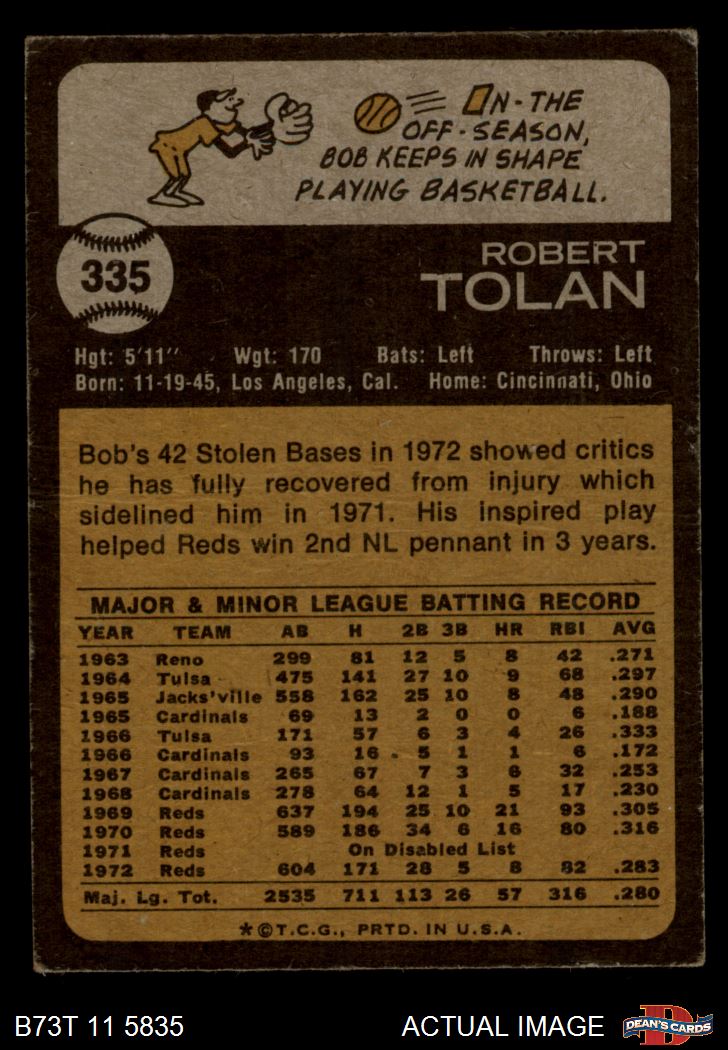 ON-THE
OFF-SEASON,
BOB KEEPS IN SHAPE
PLAYING BASKETBALL.
335
ROBERT
TOLAN
Hgt: 5'11" Wgt: 170 Bats: Left Throws: Left
Born: 11-19-45, Los Angeles, Cal. Home: Cincinnati, Ohio
Bob's 42 Stolen Bases in 1972 showed critics
he has fully recovered from injury which
sidelined him in 1971. His inspired play
helped Reds win 2nd NL pennant in 3 years.
MAJOR & MINOR LEAGUE BATTING RECORD
YEAR TEAM AB H 2B 3B HR RBI AVG
1963 Reno 299 81 12 5 8 42 .271
1964 Tulsa 475 141 27 10 9 68 .297
1965 Jacks'ville 558 162 25 10 8 48 .290
1965 Cardinals 69 13 2 0 0 6 .188
1966 Tulsa 171 57 6 3 4 26 .333
1966 Cardinals 93 16 5 1 1 6 .172
1967 Cardinals 265 67 7 3 6 32 .253
1968 Cardinals 278 64 12 1 5 17 .230
1969 Reds 637 194 25 10 21 93 .305
1970 Reds 589 186 34 6 16 80 .316
1971 Reds On Disabled List
1972 Reds 604 171 28 5 8 82 .283
Maj. Lg. Tot. 2535 711 113 26 57 316 .280
*©T.C.G., PRTD. IN U.S.A.
B73T 11 5835 ACTUAL IMAGE
D
DEAN'S CARDS